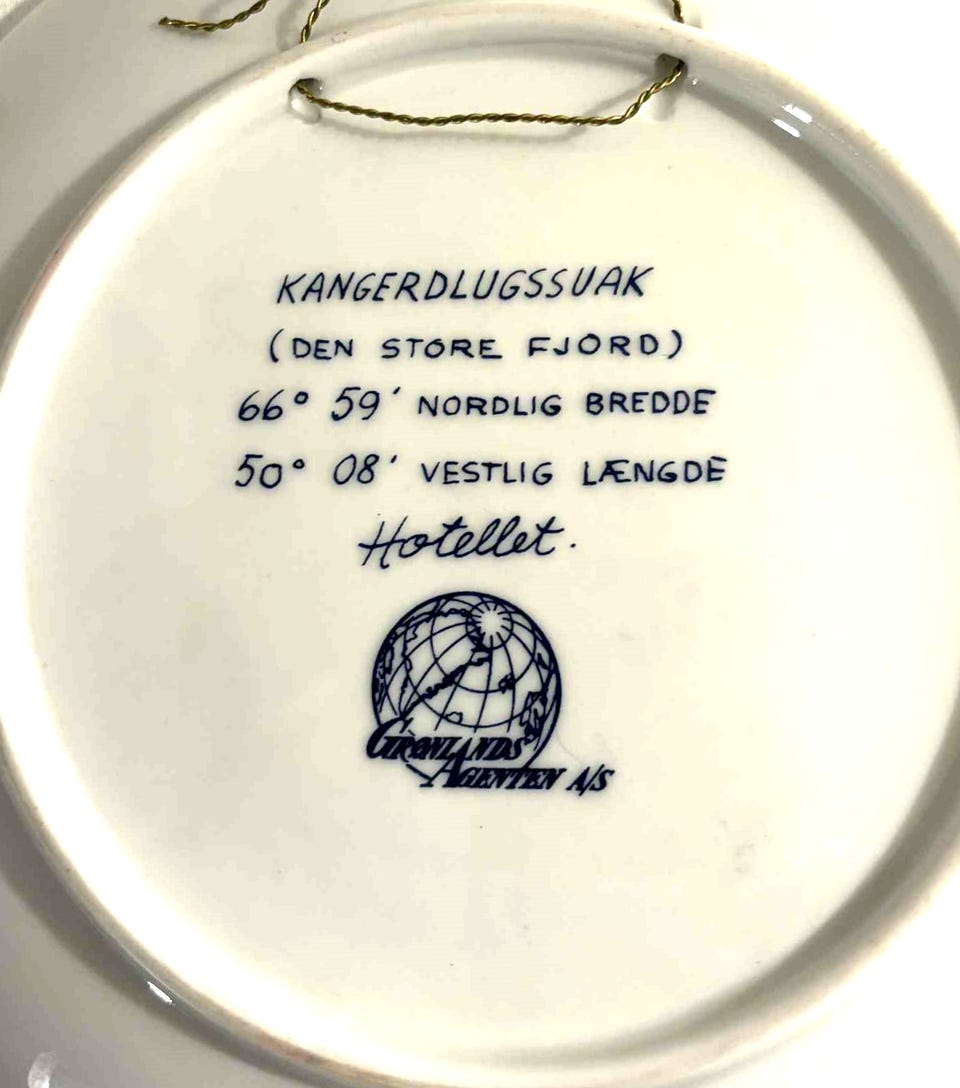 KANGERDLUGSSUAK
(DEN STORE FJORD)
66° 59' NORDLIG BREDDE
50° 08' VESTLIG LÆNGDE
Hotellet.
GRØNLANDS
AGENTEN A/S